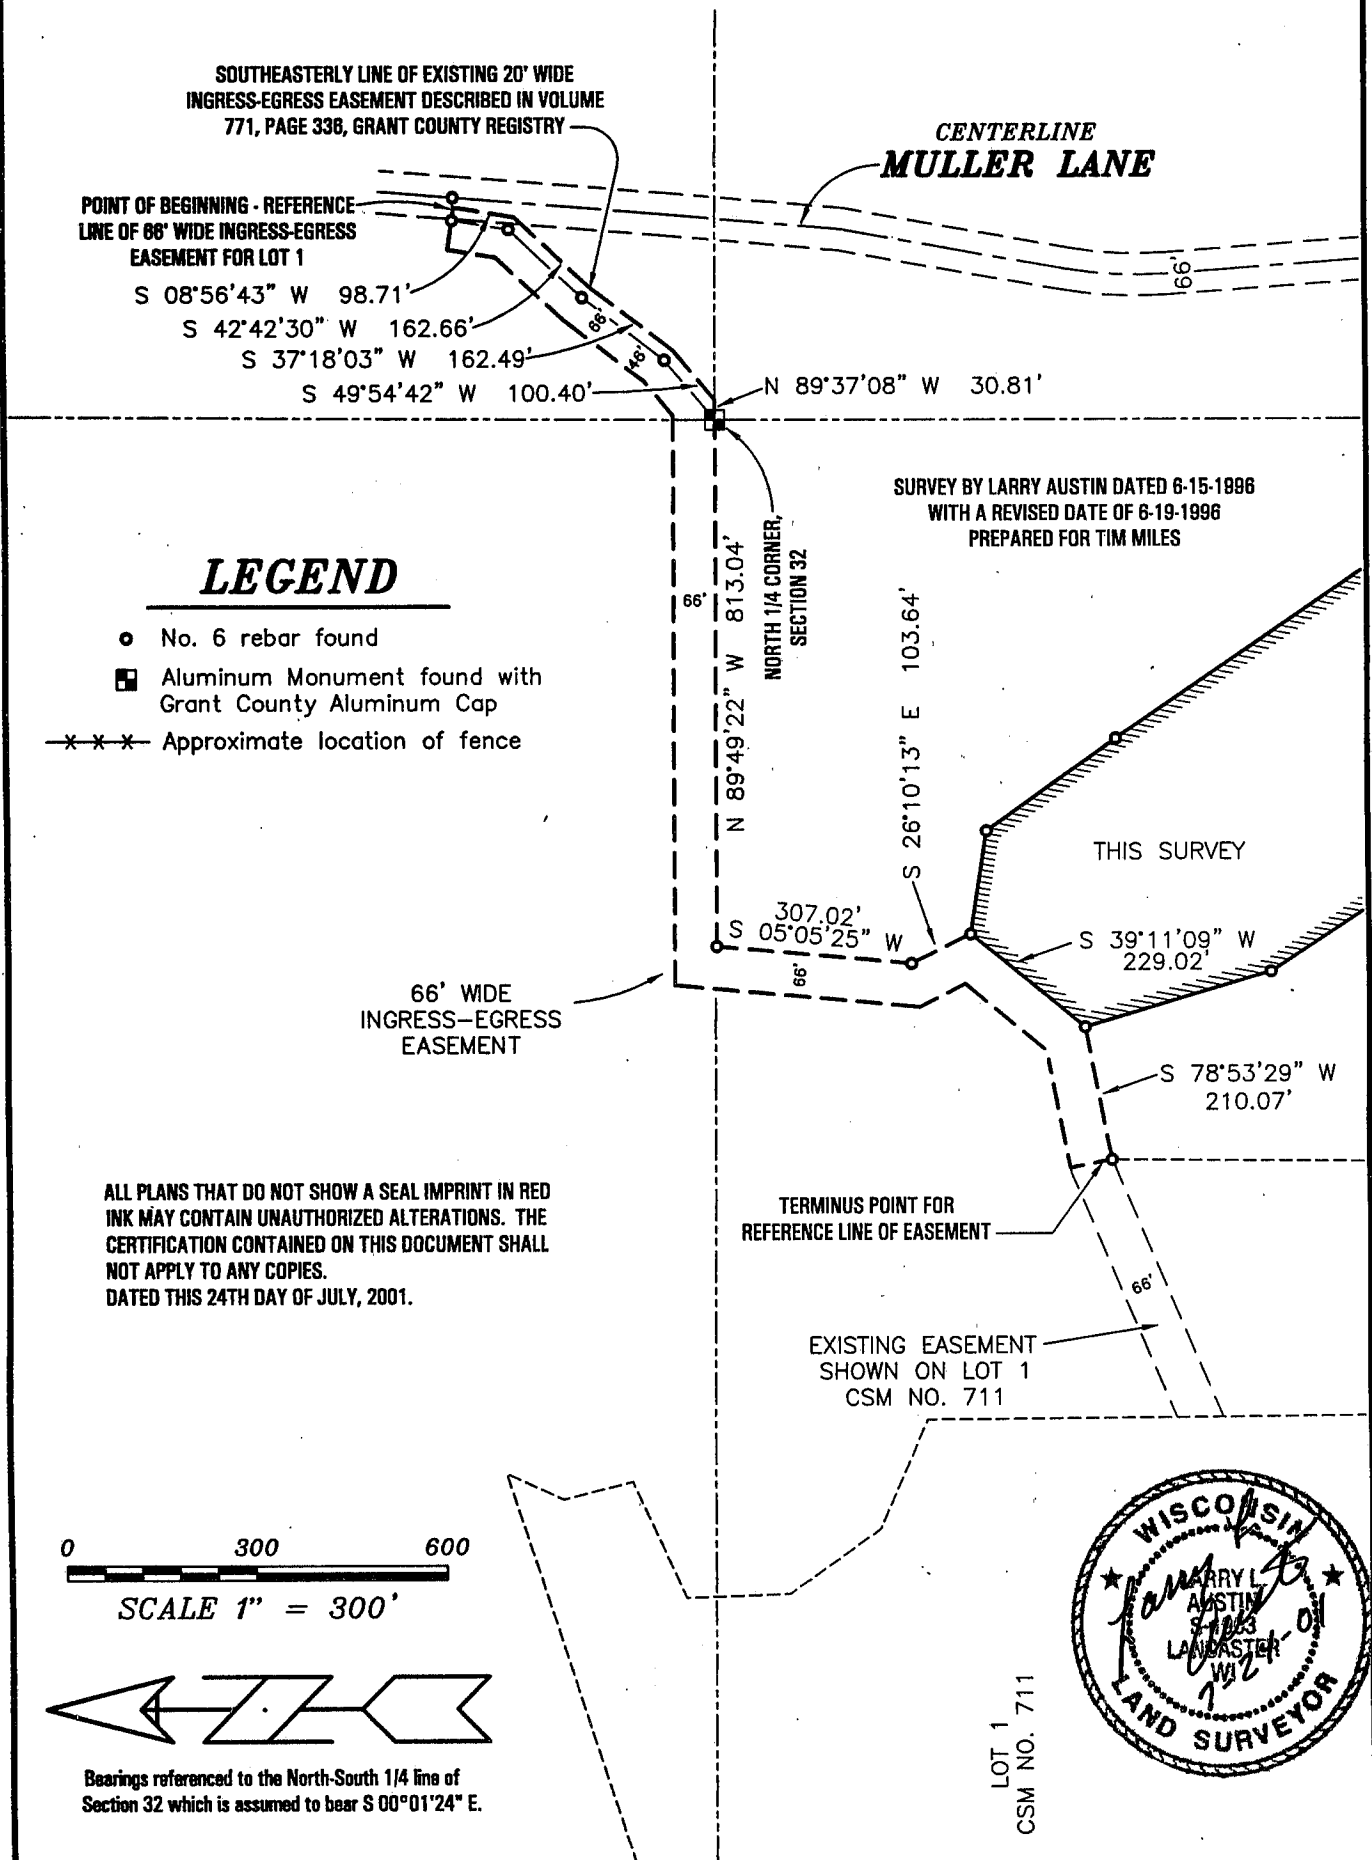 SOUTHEASTERLY LINE OF EXISTING 20' WIDE
INGRESS-EGRESS EASEMENT DESCRIBED IN VOLUME
771, PAGE 336, GRANT COUNTY REGISTRY
CENTERLINE
MULLER LANE
POINT OF BEGINNING - REFERENCE
LINE OF 66' WIDE INGRESS-EGRESS
EASEMENT FOR LOT 1
66'
S 08°56'43" W 98.71'
S 42°42'30" W 162.66'
S 37°18'03" W 162.49'
S 49°54'42" W 100.40'
66'
46'
N 89°37'08" W 30.81'
SURVEY BY LARRY AUSTIN DATED 6-15-1996
WITH A REVISED DATE OF 6-19-1996
PREPARED FOR TIM MILES
NORTH 1/4 CORNER,
SECTION 32
LEGEND
No. 6 rebar found
Aluminum Monument found with
Grant County Aluminum Cap
Approximate location of fence
66'
N 89°49'22" W 813.04'
S 26°10'13" E 103.64'
THIS SURVEY
307.02'
S 05°05'25" W
66'
S 39°11'09" W
229.02'
66' WIDE
INGRESS-EGRESS
EASEMENT
S 78°53'29" W
210.07'
ALL PLANS THAT DO NOT SHOW A SEAL IMPRINT IN RED
INK MAY CONTAIN UNAUTHORIZED ALTERATIONS. THE
CERTIFICATION CONTAINED ON THIS DOCUMENT SHALL
NOT APPLY TO ANY COPIES.
DATED THIS 24TH DAY OF JULY, 2001.
TERMINUS POINT FOR
REFERENCE LINE OF EASEMENT
66'
EXISTING EASEMENT
SHOWN ON LOT 1
CSM NO. 711
0 300 600
SCALE 1" = 300'
Bearings referenced to the North-South 1/4 line of
Section 32 which is assumed to bear S 00°01'24" E.
LOT 1
CSM NO. 711
WISCONSIN
LARRY L.
AUSTIN
LANCASTER
WI
LAND SURVEYOR
7-24-01